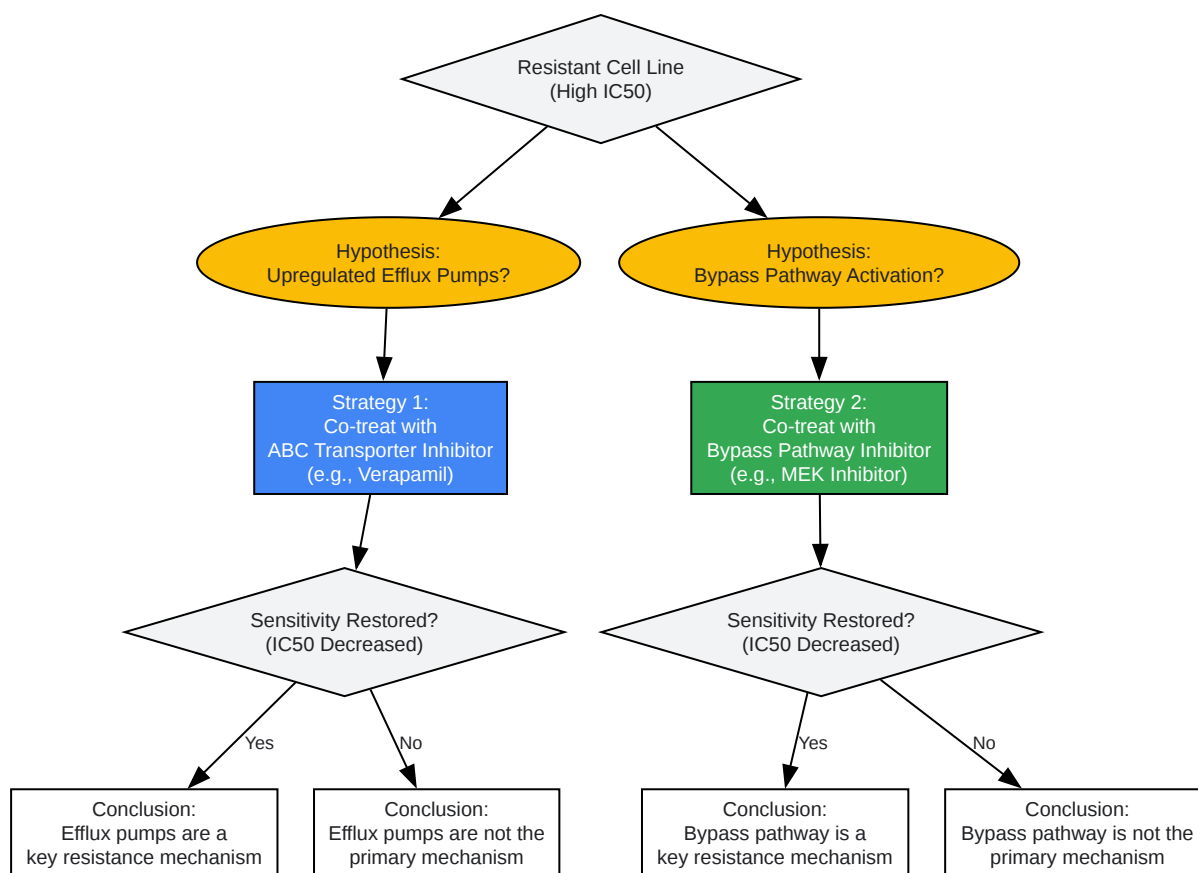 Resistant Cell Line
(High IC50)
Hypothesis:
Upregulated Efflux Pumps?
Hypothesis:
Bypass Pathway Activation?
Strategy 1:
Co-treat with
ABC Transporter Inhibitor
(e.g., Verapamil)
Strategy 2:
Co-treat with
Bypass Pathway Inhibitor
(e.g., MEK Inhibitor)
Sensitivity Restored?
(IC50 Decreased)
Sensitivity Restored?
(IC50 Decreased)
Yes
No
Yes
No
Conclusion:
Efflux pumps are a
key resistance mechanism
Conclusion:
Efflux pumps are not the
primary mechanism
Conclusion:
Bypass pathway is a
key resistance mechanism
Conclusion:
Bypass pathway is not the
primary mechanism